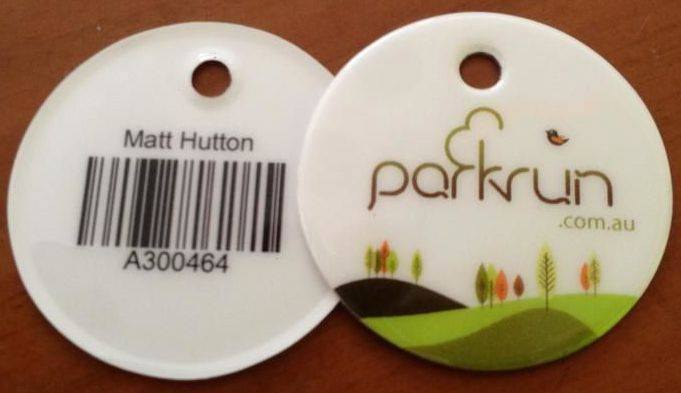 Matt Hutton
A300464
parkrun
.com.au